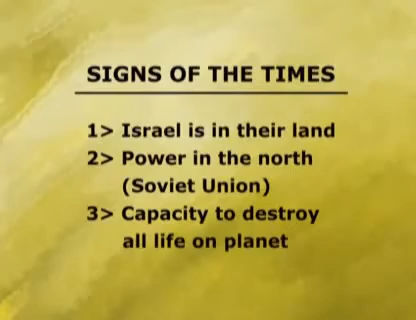 SIGNS OF THE TIMES
1> Israel is in their land
2> Power in the north
(Soviet Union)
3> Capacity to destroy
all life on planet